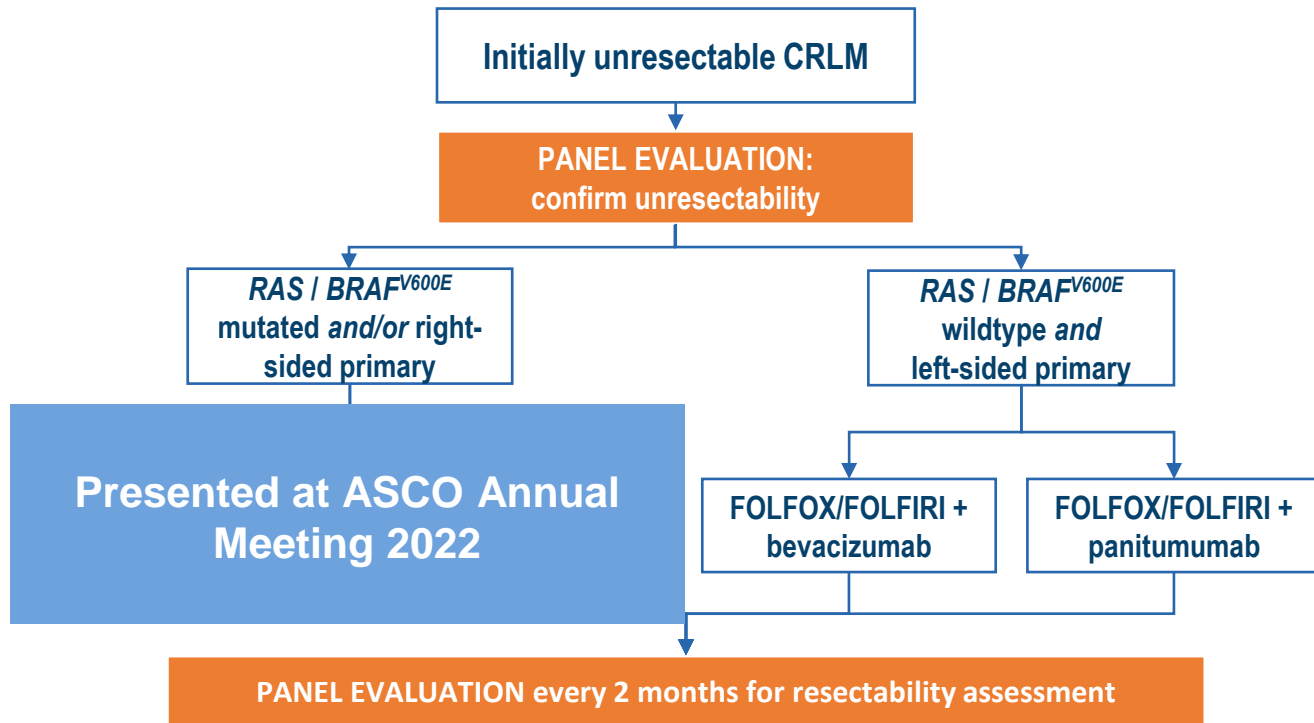 Initially unresectable CRLM
PANEL EVALUATION:
confirm unresectability
RAS / BRAFV600E
mutated and/or right-
sided primary
RAS / BRAFV600E
wildtype and
left-sided primary
Presented at ASCO Annual
Meeting 2022
FOLFOX/FOLFIRI +
bevacizumab
FOLFOX/FOLFIRI +
panitumumab
PANEL EVALUATION every 2 months for resectability assessment